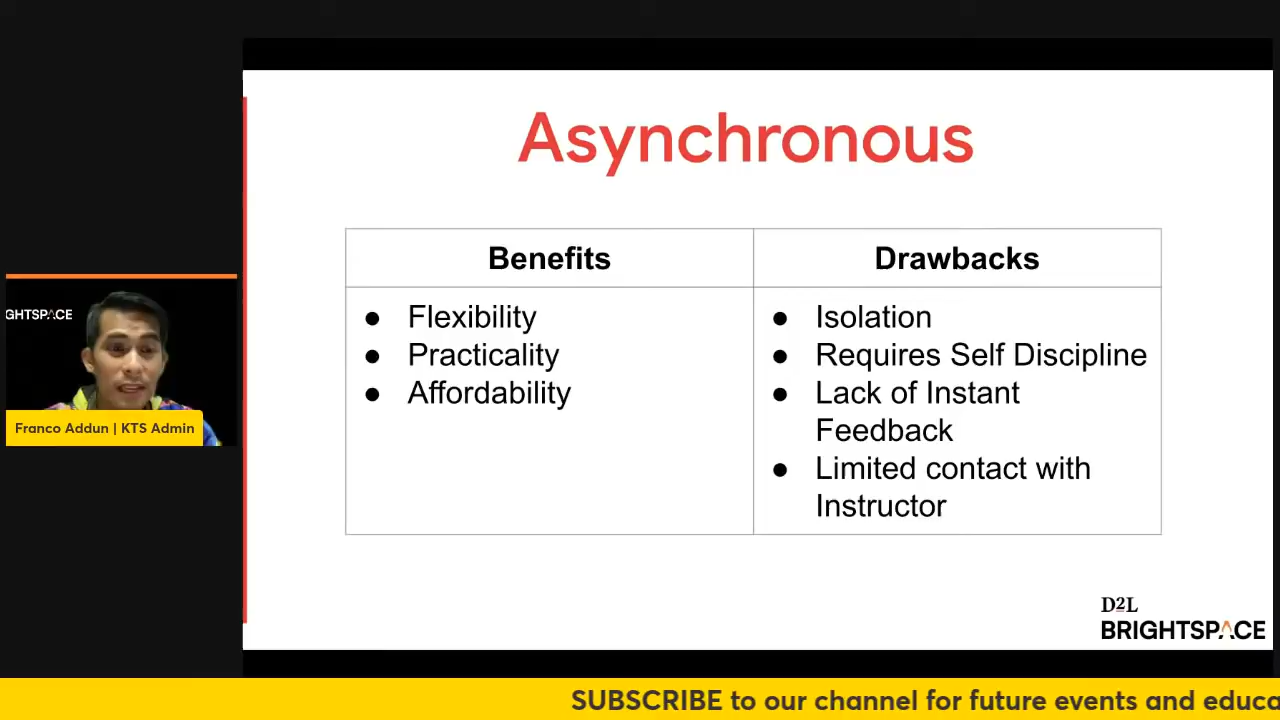 Asynchronous
Benefits
Drawbacks
● Flexibility
● Practicality
● Affordability
● Isolation
● Requires Self Discipline
● Lack of Instant
Feedback
● Limited contact with
Instructor
GHTSPACE
Franco Addun | KTS Admin
D2L
BRIGHTSPACE
SUBSCRIBE to our channel for future events and educa